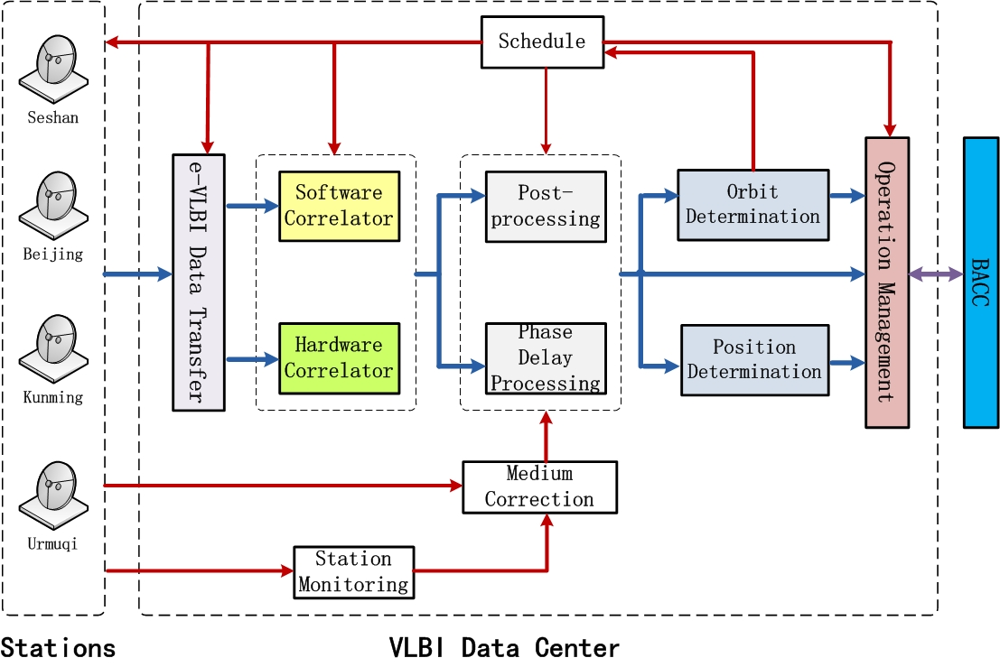 Schedule
Seshan
Beijing
Kunming
Urmuqi
e-VLBI Data Transfer
Software
Correlator
Hardware
Correlator
Post-
processing
Phase
Delay
Processing
Orbit
Determination
Position
Determination
Operation Management
BACC
Medium
Correction
Station
Monitoring
Stations
VLBI Data Center